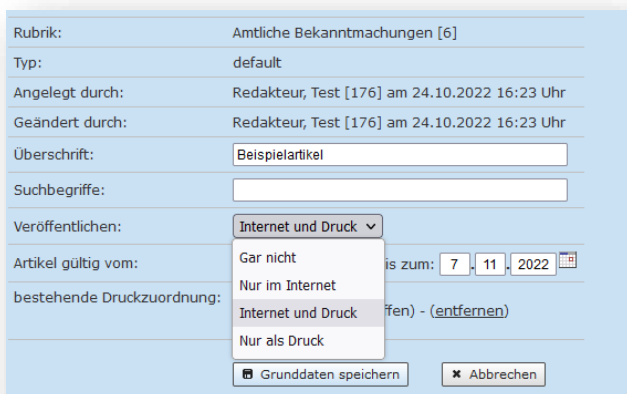 Rubrik: Amtliche Bekanntmachungen [6]
Typ: default
Angelegt durch: Redakteur, Test [176] am 24.10.2022 16:23 Uhr
Geändert durch: Redakteur, Test [176] am 24.10.2022 16:23 Uhr
Überschrift: Beispielartikel
Suchbegriffe:
Veröffentlichen: Internet und Druck
Gar nicht
Artikel gültig vom: is zum: 7 . 11 . 2022
Nur im Internet
bestehende Druckzuordnung:
Internet und Druck ffen) - (entfernen)
Nur als Druck
Grunddaten speichern Abbrechen